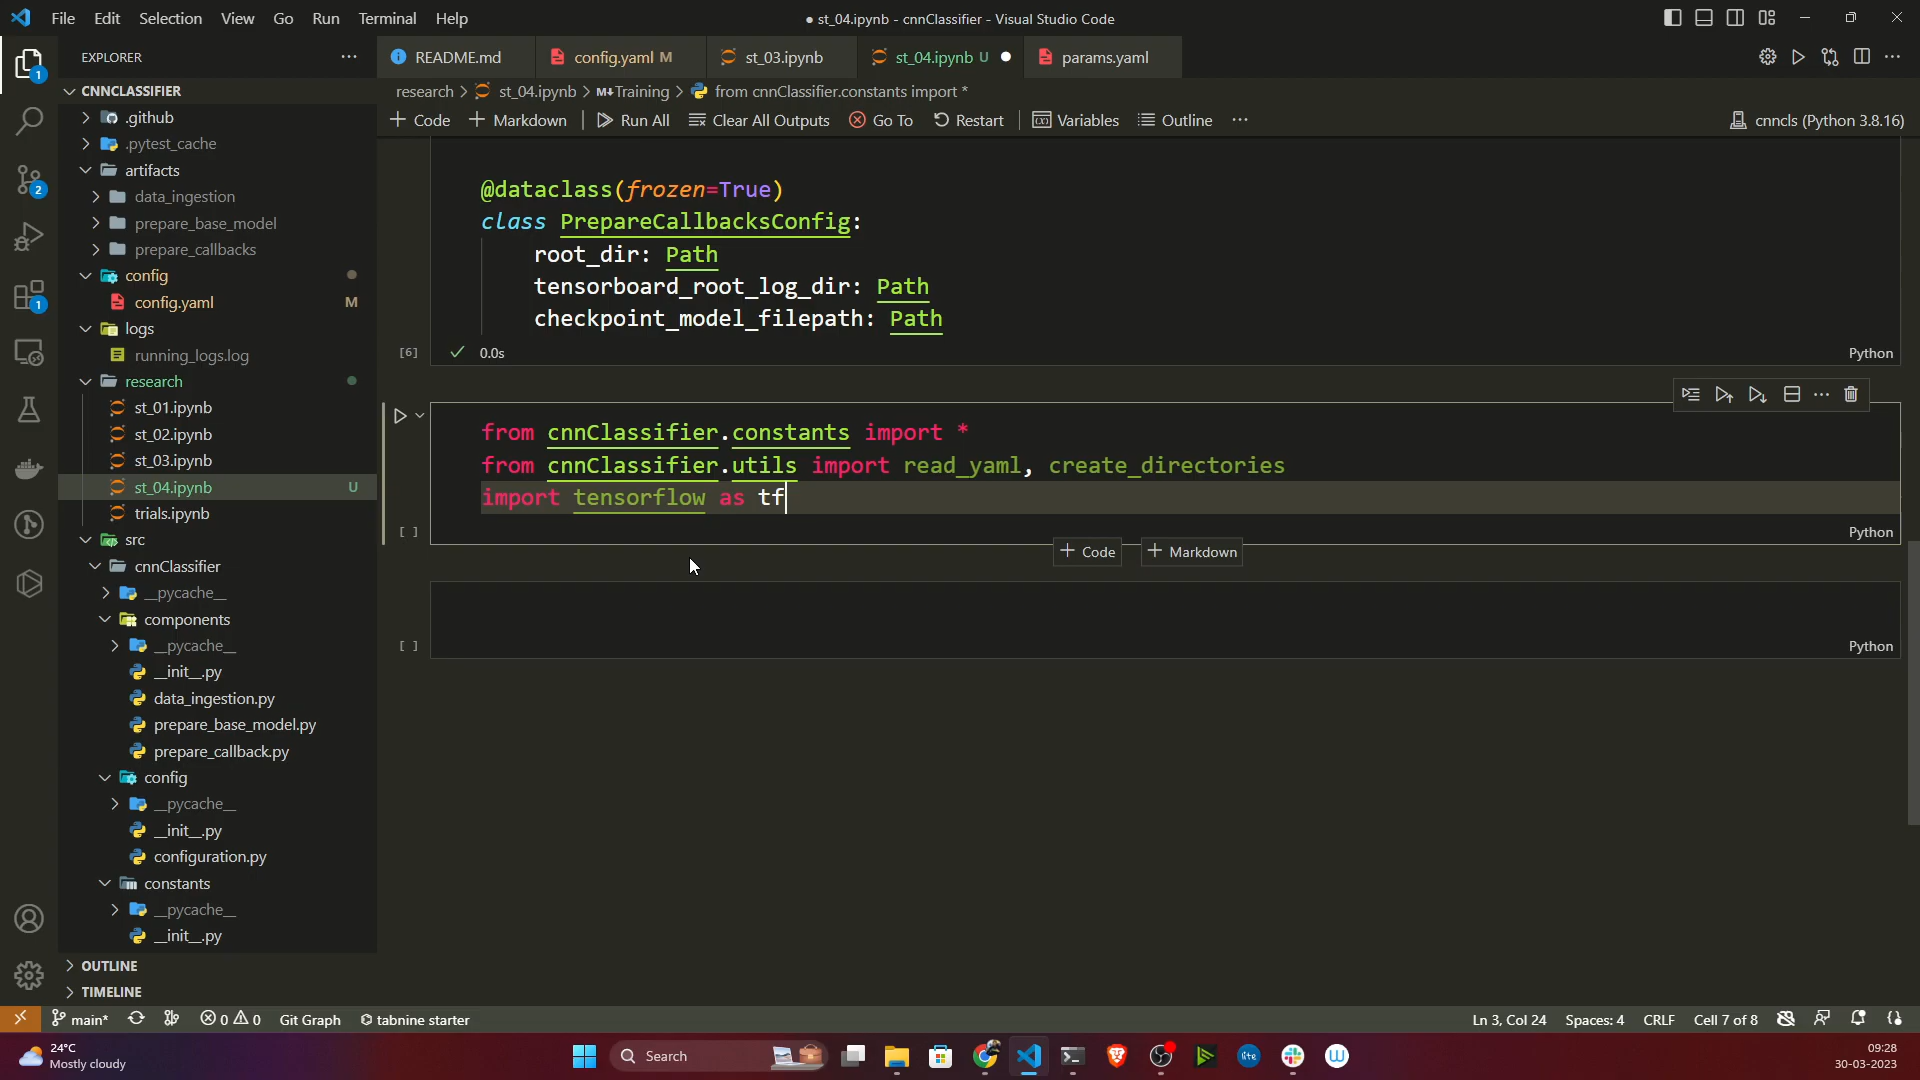 File Edit Selection View Go Run Terminal Help
● st_04.ipynb - cnnClassifier - Visual Studio Code
1
2
1
EXPLORER
CNNCLASSIFIER
.github
.pytest_cache
artifacts
data_ingestion
prepare_base_model
prepare_callbacks
config
config.yaml M
logs
running_logs.log
research
st_01.ipynb
st_02.ipynb
st_03.ipynb
st_04.ipynb U
trials.ipynb
src
cnnClassifier
__pycache__
components
__pycache__
__init__.py
data_ingestion.py
prepare_base_model.py
prepare_callback.py
config
__pycache__
__init__.py
configuration.py
constants
__pycache__
__init__.py
OUTLINE
TIMELINE
README.md config.yaml M st_03.ipynb st_04.ipynb U ● params.yaml
research > st_04.ipynb > M↓Training > from cnnClassifier.constants import *
+ Code + Markdown Run All Clear All Outputs Go To Restart Variables Outline ···
cnncls (Python 3.8.16)
@dataclass(frozen=True)
class PrepareCallbacksConfig:
root_dir: Path
tensorboard_root_log_dir: Path
checkpoint_model_filepath: Path
[6] ✓ 0.0s Python
from cnnClassifier.constants import *
from cnnClassifier.utils import read_yaml, create_directories
import tensorflow as tf
[ ] Python
+ Code + Markdown
[ ] Python
main* 0 0 Git Graph tabnine starter
Ln 3, Col 24 Spaces: 4 CRLF Cell 7 of 8
24°C
Mostly cloudy
Search
lite
09:28
30-03-2023